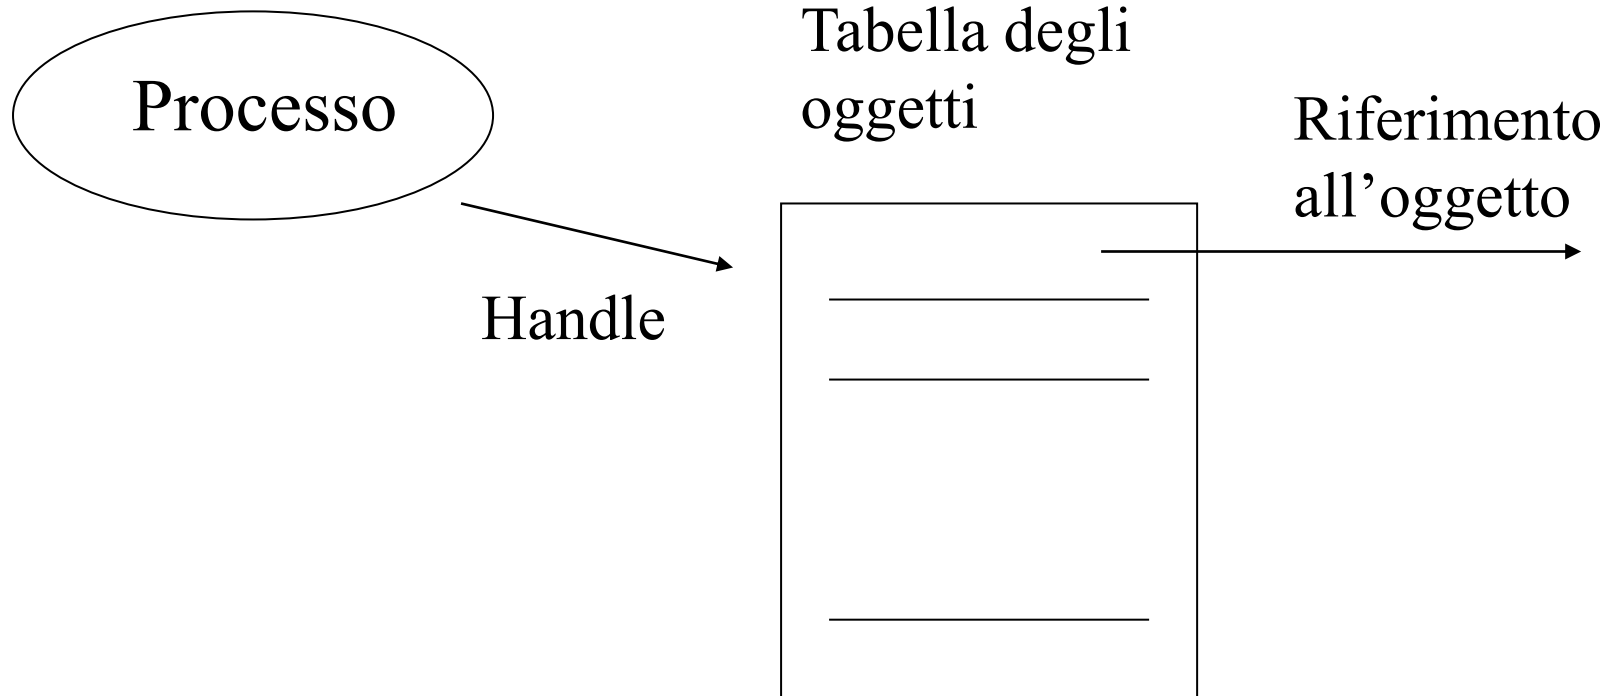 Processo
Tabella degli
oggetti
Riferimento
all’oggetto
Handle